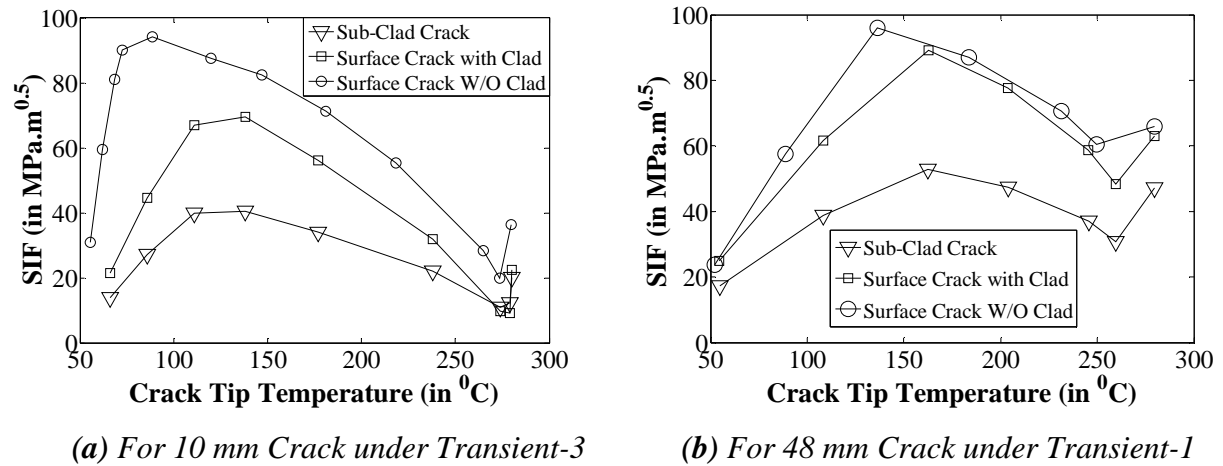 100
80
60
40
20
0
SIF (in MPa.m^0.5)
Sub-Clad Crack
Surface Crack with Clad
Surface Crack W/O Clad
50 100 150 200 250 300
Crack Tip Temperature (in ⁰C)
(a) For 10 mm Crack under Transient-3
100
80
60
40
20
0
SIF (in MPa.m^0.5)
Sub-Clad Crack
Surface Crack with Clad
Surface Crack W/O Clad
50 100 150 200 250 300
Crack Tip Temperature (in ⁰C)
(b) For 48 mm Crack under Transient-1